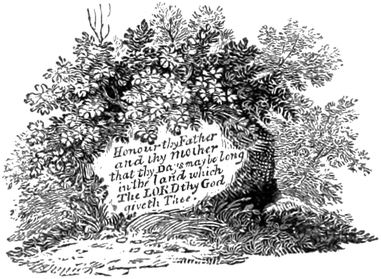 Honour thy Father
and thy Mother
that thy Days may be long
in the land which
The LORD thy God
giveth Thee.